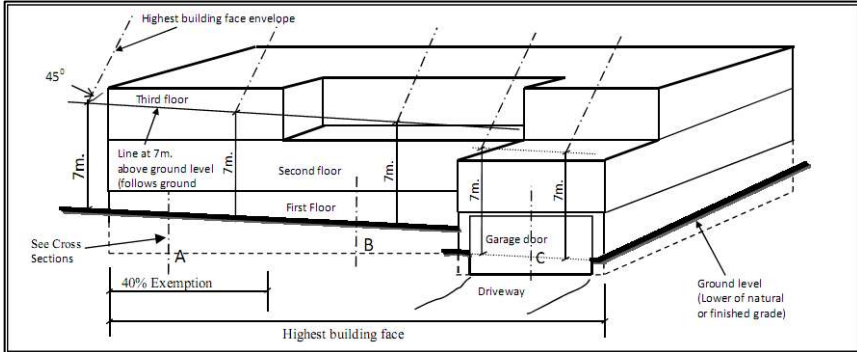 Highest building face envelope
45⁰
Third floor
7m.
Line at 7m.
above ground level
(follows ground
7m.
7m.
7m.
7m.
Second floor
First Floor
See Cross
Sections
A
B
C
Garage door
40% Exemption
Driveway
Ground level
(Lower of natural
or finished grade)
Highest building face